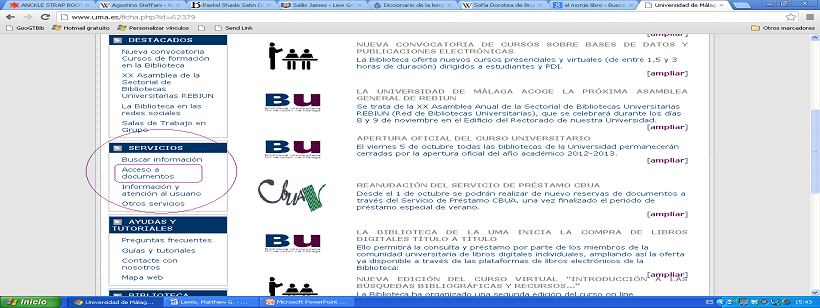 ANCKLE STRAP BOO
Agostino Steffani - W
Pastel Shade Satin D
Sallis James - Lew G
Diccionario de la leng
Sofía Dorotea de Bru
el monje libro - Busca
Universidad de Málag
www.uma.es/ficha.php?id=62379
GooGTBib
Hotmail gratuito
Personalizar vínculos
Send Link
Otros marcadores
DESTACADOS
Nueva convocatoria
Cursos de formación
en la Biblioteca
XX Asamblea de la
Sectorial de
Bibliotecas
Universitarias REBIUN
La Biblioteca en las
redes sociales
Salas de Trabajo en
Grupo
SERVICIOS
Buscar información
Acceso a
documentos
Información y
atención al usuario
Otros servicios
AYUDAS Y
TUTORIALES
Preguntas frecuentes
Guías y tutoriales
Contacte con
nosotros
Mapa web
BIBLIOTECA
[ampliar]
NUEVA CONVOCATORIA DE CURSOS SOBRE BASES DE DATOS Y
PUBLICACIONES ELECTRÓNICAS
La Biblioteca oferta nuevos cursos presenciales y virtuales (de entre 1,5 y 3
horas de duración) dirigidos a estudiantes y PDI.
[ampliar]
BU
LA UNIVERSIDAD DE MÁLAGA ACOGE LA PRÓXIMA ASAMBLEA
GENERAL DE REBIUN
Se trata de la XX Asamblea Anual de la Sectorial de Bibliotecas Universitarias
REBIUN (Red de Bibliotecas Universitarias), que se celebrará durante los días
8 y 9 de noviembre en el Edificio del Rectorado de nuestra Universidad.
[ampliar]
BU
APERTURA OFICIAL DEL CURSO UNIVERSITARIO
El viernes 5 de octubre todas las bibliotecas de la Universidad permanecerán
cerradas por la apertura oficial del año académico 2012-2013.
[ampliar]
CBUA
REANUDACIÓN DEL SERVICIO DE PRÉSTAMO CBUA
Desde el 1 de octubre se podrán realizar de nuevo reservas de documentos a
través del Servicio de Préstamo CBUA, una vez finalizado el periodo de
préstamo especial de verano.
[ampliar]
BU
LA BIBLIOTECA DE LA UMA INICIA LA COMPRA DE LIBROS
DIGITALES TÍTULO A TÍTULO
Ello permitirá la consulta y préstamo por parte de los miembros de la
comunidad universitaria de libros digitales individuales, ampliando así la oferta
ya disponible a través de las plataformas de libros electrónicos de la
Biblioteca:
[ampliar]
BU
NUEVA EDICIÓN DEL CURSO VIRTUAL "INTRODUCCIÓN A LAS
BÚSQUEDAS BIBLIOGRÁFICAS Y RECURSOS..."
La Biblioteca ha organizado una segunda edición del curso on line
Inicio
Universidad de Málag...
Lewis, Matthew G. - ...
Microsoft PowerPoint ...
ES
15:43